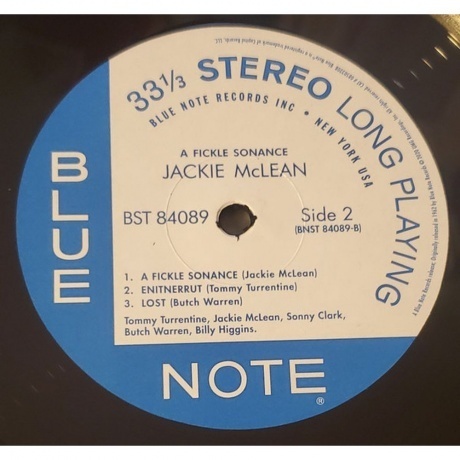 33⅓ STEREO LONG PLAYING
BLUE NOTE RECORDS INC • NEW YORK USA
A FICKLE SONANCE
JACKIE McLEAN
BST 84089
Side 2
(BNST 84089-B)
1. A FICKLE SONANCE (Jackie McLean)
2. ENITNERRUT (Tommy Turrentine)
3. LOST (Butch Warren)
Tommy Turrentine, Jackie McLean, Sonny Clark,
Butch Warren, Billy Higgins.
BLUE
NOTE
®